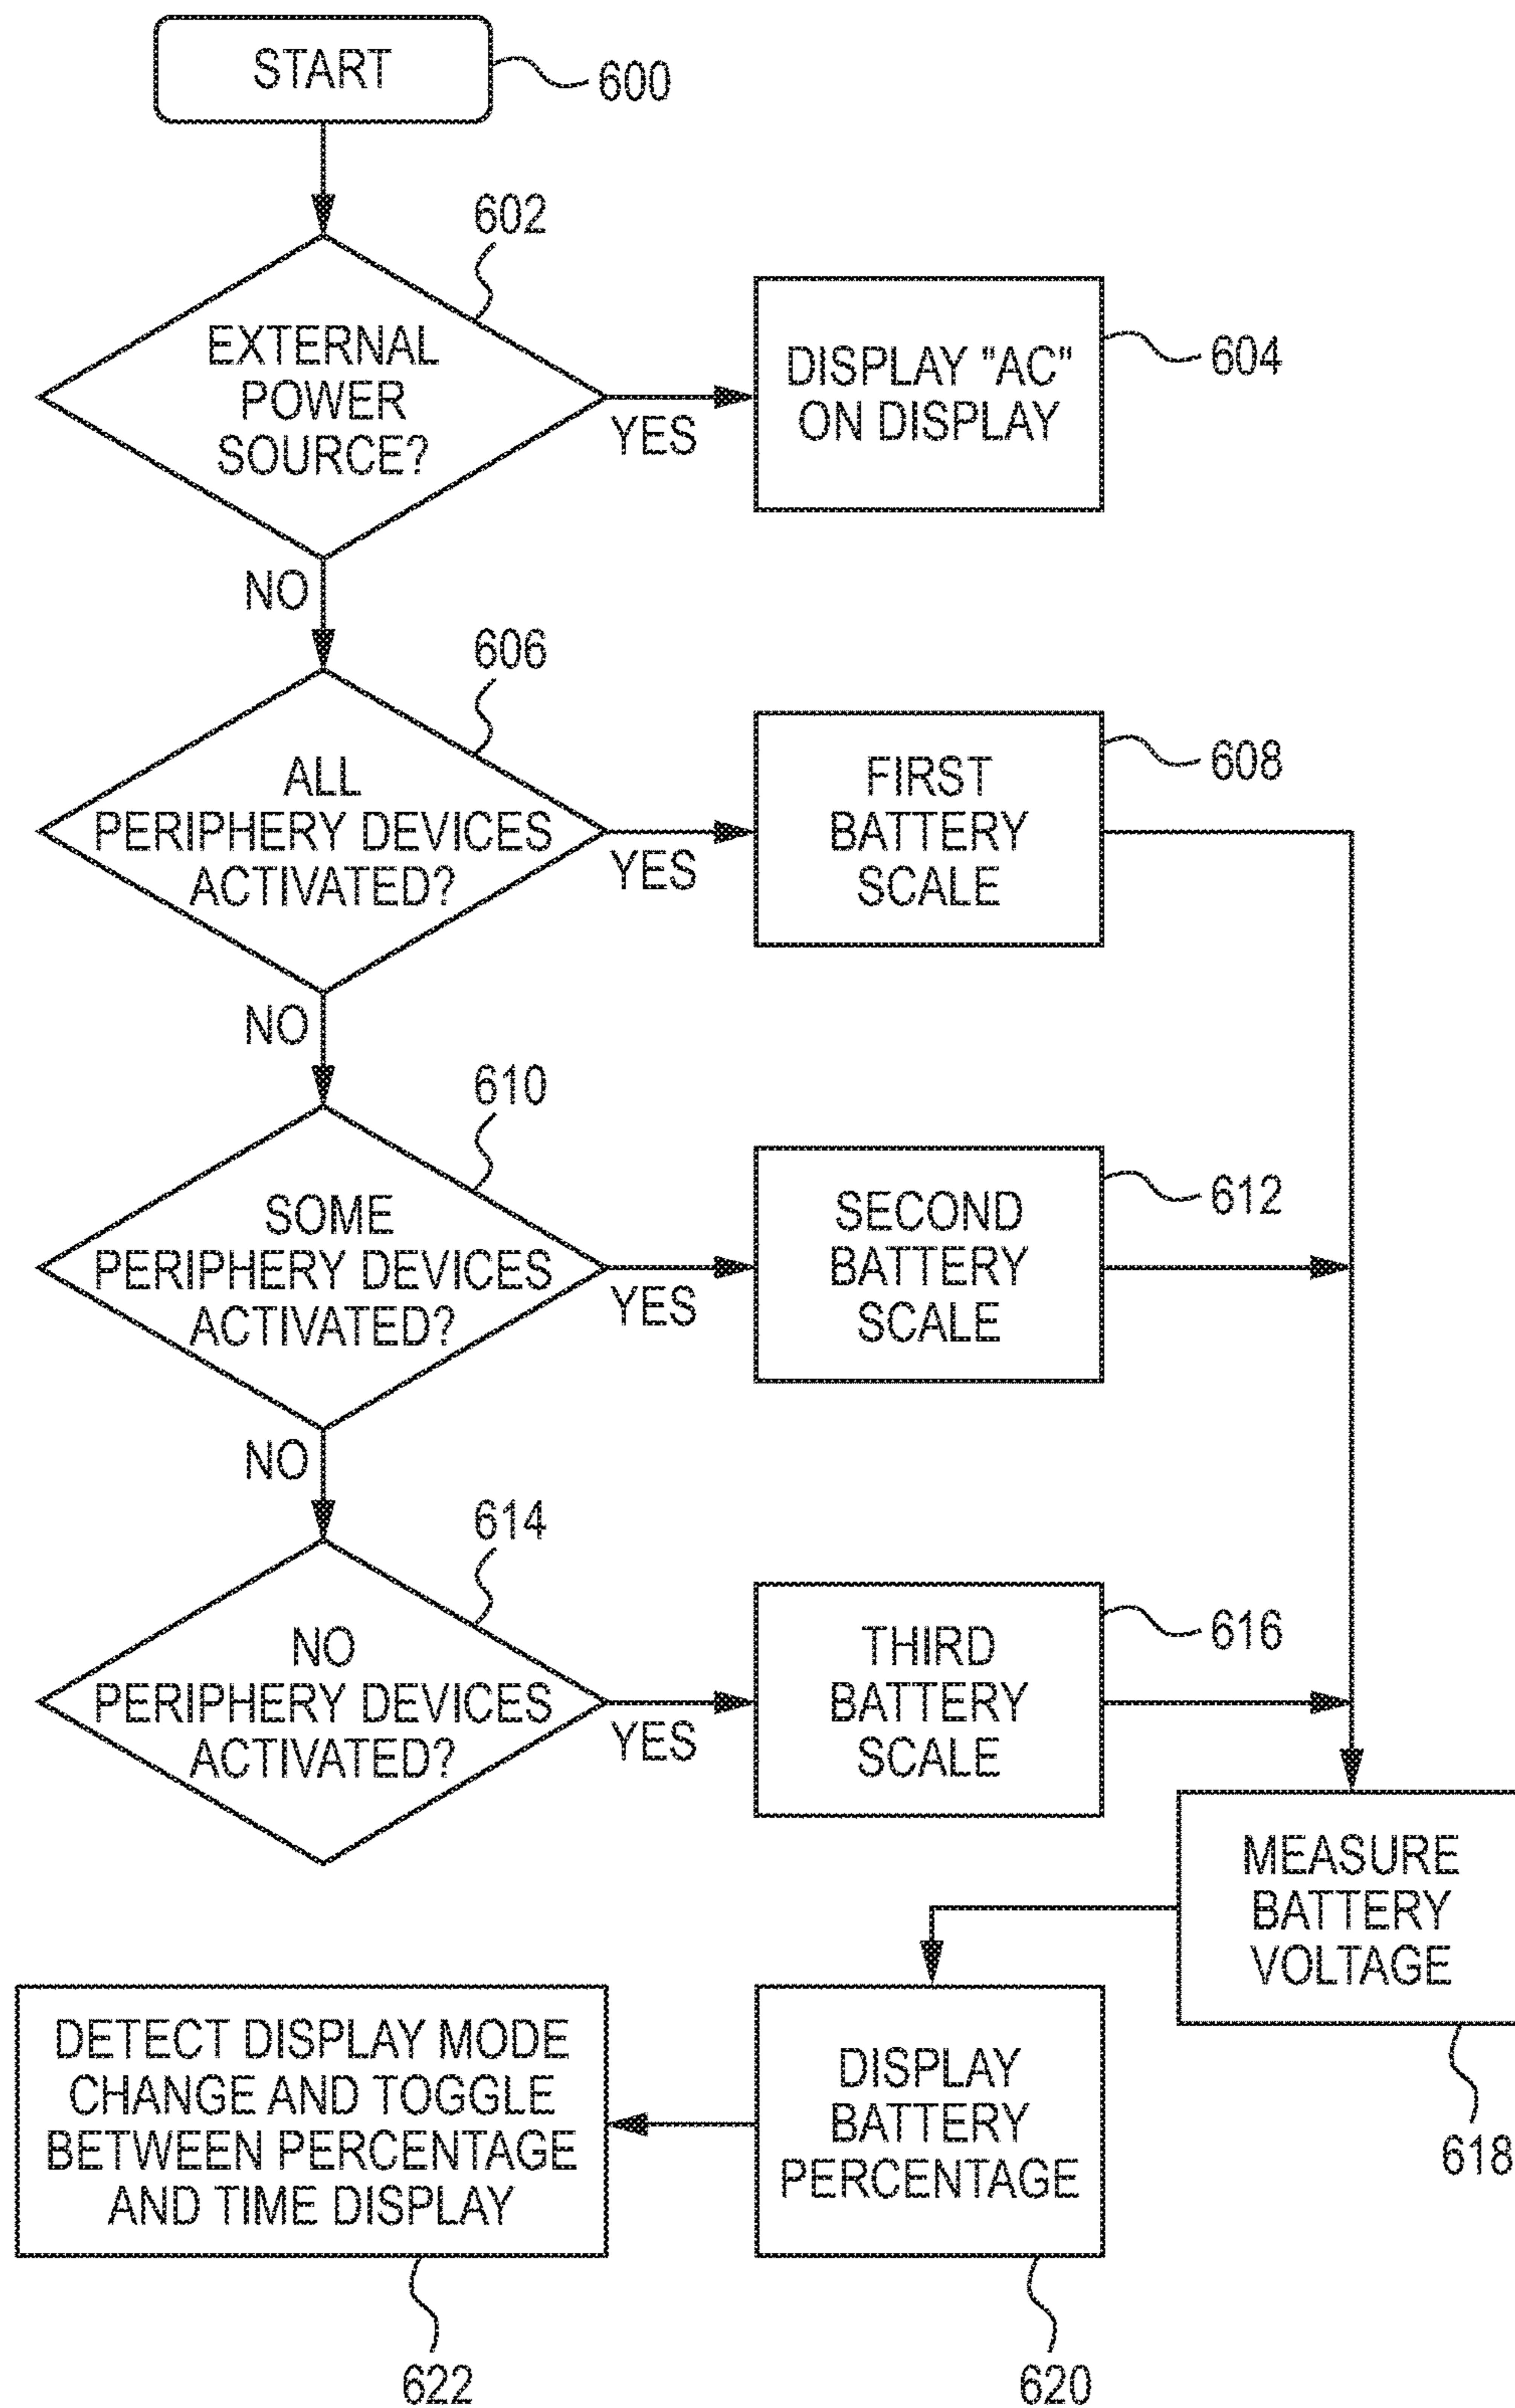 START
600
602
EXTERNAL
POWER
SOURCE?
YES
DISPLAY "AC"
ON DISPLAY
604
NO
606
ALL
PERIPHERY DEVICES
ACTIVATED?
YES
FIRST
BATTERY
SCALE
608
NO
610
SOME
PERIPHERY DEVICES
ACTIVATED?
YES
SECOND
BATTERY
SCALE
612
NO
614
NO
PERIPHERY DEVICES
ACTIVATED?
YES
THIRD
BATTERY
SCALE
616
MEASURE
BATTERY
VOLTAGE
618
DISPLAY
BATTERY
PERCENTAGE
620
DETECT DISPLAY MODE
CHANGE AND TOGGLE
BETWEEN PERCENTAGE
AND TIME DISPLAY
622